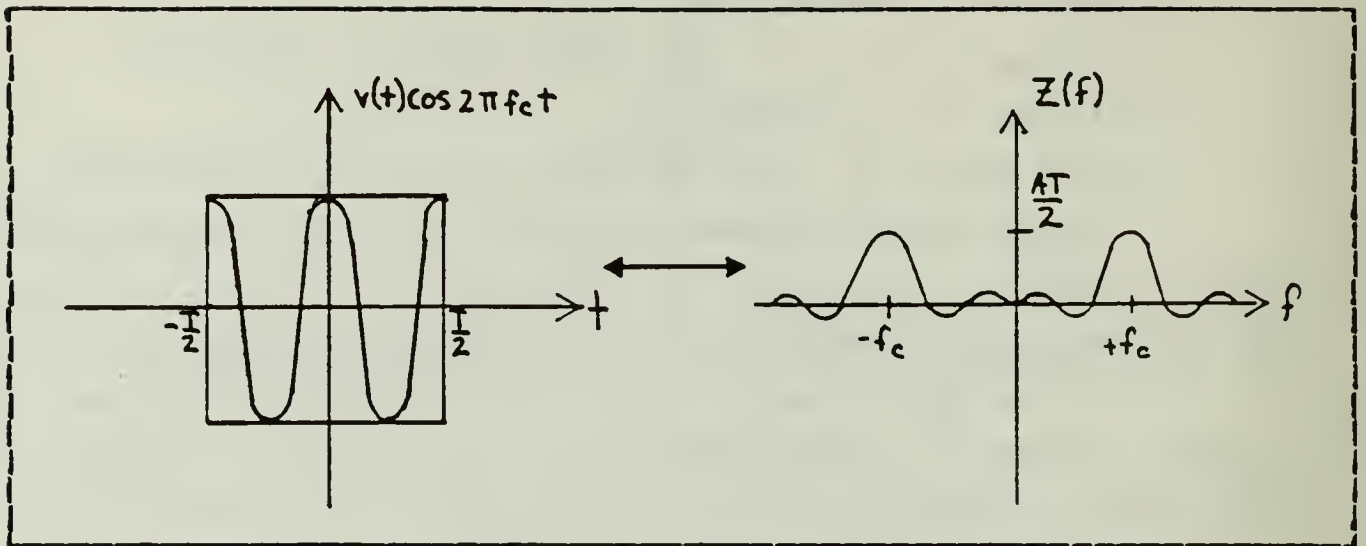 v(t)cos 2πfct
-T/2
T/2
t
Z(f)
AT/2
-fc
+fc
f